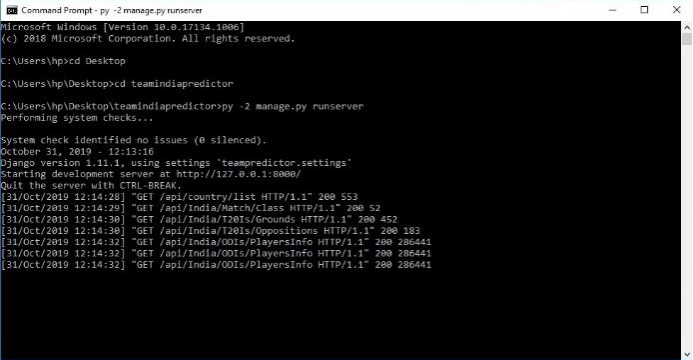 Command Prompt - py -2 manage.py runserver
Microsoft Windows [Version 10.0.17134.1006]
(c) 2018 Microsoft Corporation. All rights reserved.
C:\Users\hp>cd Desktop
C:\Users\hp\Desktop>cd teamindiapredictor
C:\Users\hp\Desktop\teamindiapredictor>py -2 manage.py runserver
Performing system checks...
System check identified no issues (0 silenced).
October 31, 2019 - 12:13:16
Django version 1.11.1, using settings 'teampredictor.settings'
Starting development server at http://127.0.0.1:8000/
Quit the server with CTRL-BREAK.
[31/Oct/2019 12:14:28] "GET /api/country/list HTTP/1.1" 200 553
[31/Oct/2019 12:14:29] "GET /api/India/Match/Class HTTP/1.1" 200 52
[31/Oct/2019 12:14:30] "GET /api/India/T20Is/Grounds HTTP/1.1" 200 452
[31/Oct/2019 12:14:30] "GET /api/India/T20Is/Oppositions HTTP/1.1" 200 183
[31/Oct/2019 12:14:32] "GET /api/India/ODIs/PlayersInfo HTTP/1.1" 200 286441
[31/Oct/2019 12:14:32] "GET /api/India/ODIs/PlayersInfo HTTP/1.1" 200 286441
[31/Oct/2019 12:14:32] "GET /api/India/ODIs/PlayersInfo HTTP/1.1" 200 286441